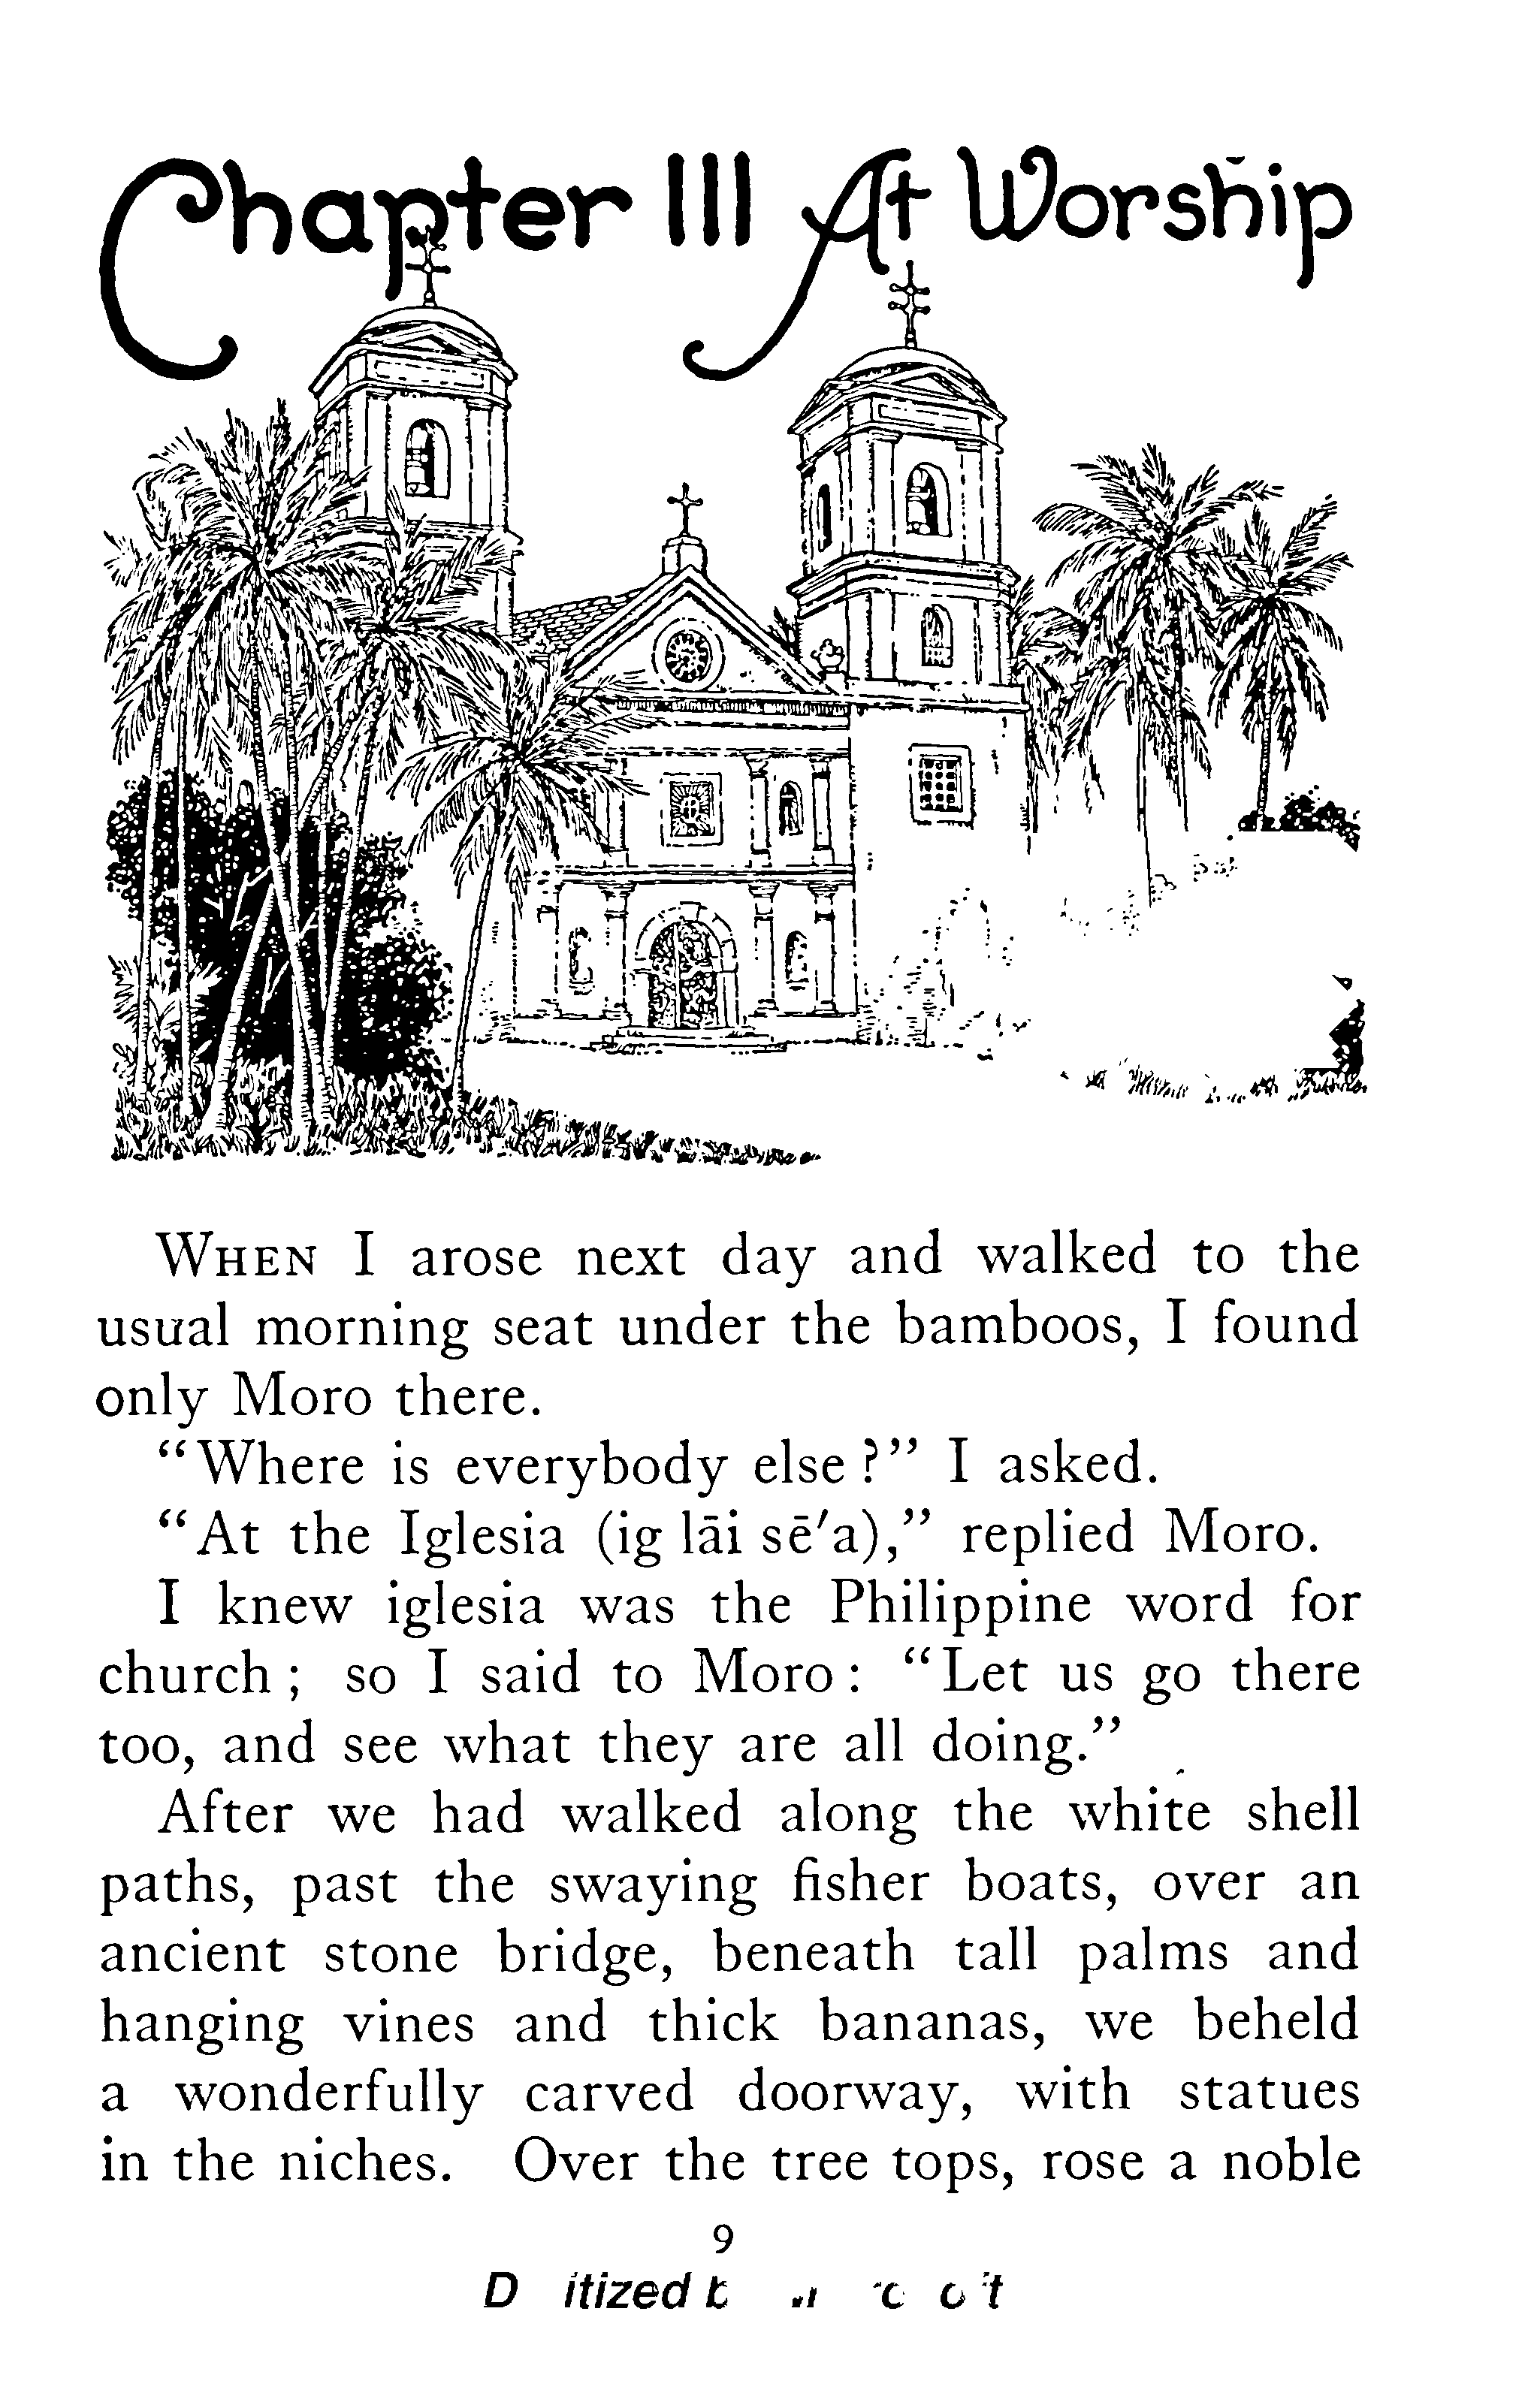 Chapter III At Worship
WHEN I arose next day and walked to the
usual morning seat under the bamboos, I found
only Moro there.
“Where is everybody else?” I asked.
“At the Iglesia (ig lāi sē′a),” replied Moro.
I knew iglesia was the Philippine word for
church; so I said to Moro: “Let us go there
too, and see what they are all doing.”
After we had walked along the white shell
paths, past the swaying fisher boats, over an
ancient stone bridge, beneath tall palms and
hanging vines and thick bananas, we beheld
a wonderfully carved doorway, with statues
in the niches. Over the tree tops, rose a noble
9